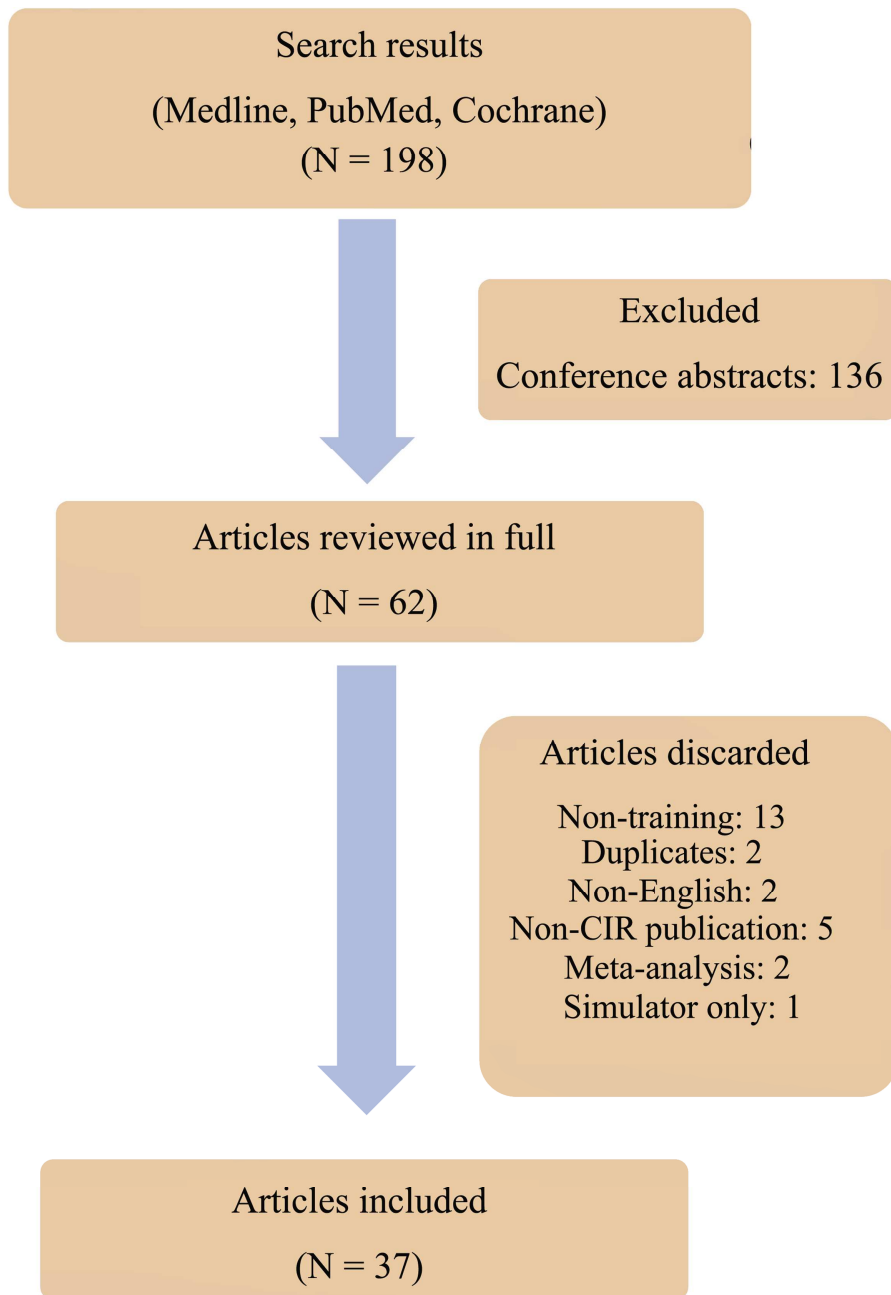 Search results
(Medline, PubMed, Cochrane)
(N = 198)
Excluded
Conference abstracts: 136
Articles reviewed in full
(N = 62)
Articles discarded
Non-training: 13
Duplicates: 2
Non-English: 2
Non-CIR publication: 5
Meta-analysis: 2
Simulator only: 1
Articles included
(N = 37)